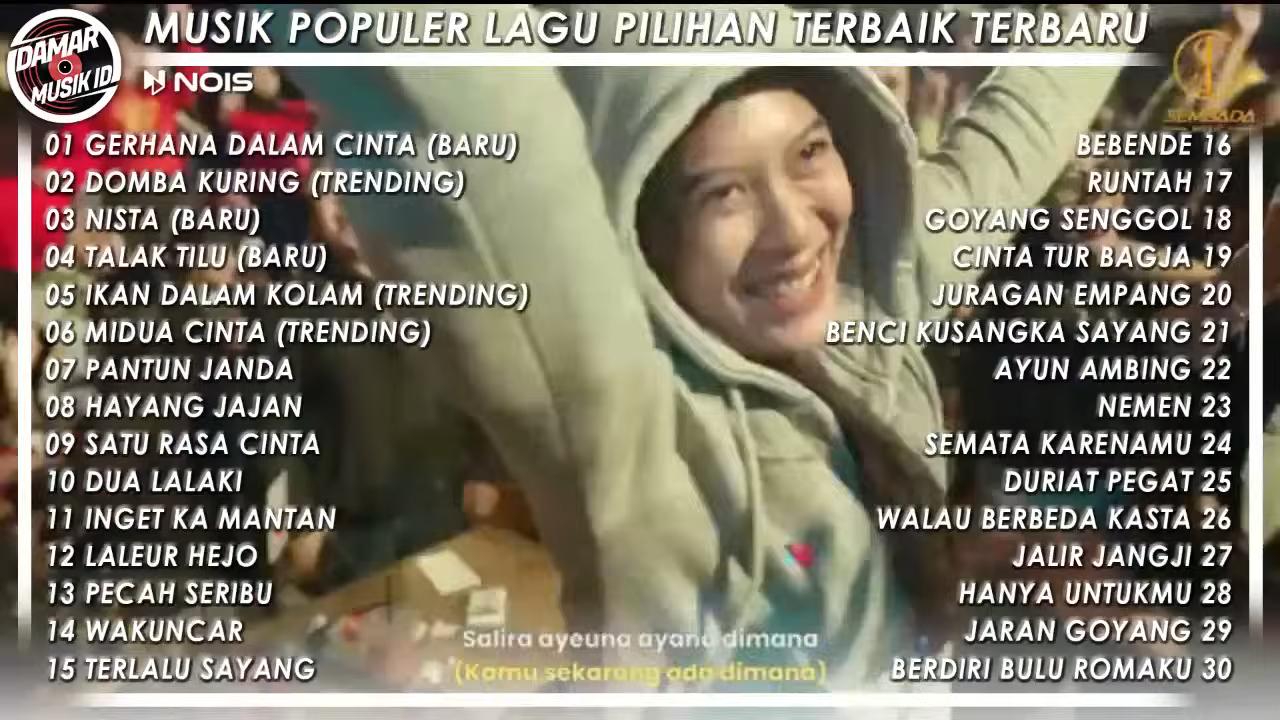 MUSIK POPULER LAGU PILIHAN TERBAIK TERBARU
DAMAR
MUSIK ID
NOIS
SEMBADA
01 GERHANA DALAM CINTA (BARU)
02 DOMBA KURING (TRENDING)
03 NISTA (BARU)
04 TALAK TILU (BARU)
05 IKAN DALAM KOLAM (TRENDING)
06 MIDUA CINTA (TRENDING)
07 PANTUN JANDA
08 HAYANG JAJAN
09 SATU RASA CINTA
10 DUA LALAKI
11 INGET KA MANTAN
12 LALEUR HEJO
13 PECAH SERIBU
14 WAKUNCAR
15 TERLALU SAYANG
BEBENDE 16
RUNTAH 17
GOYANG SENGGOL 18
CINTA TUR BAGJA 19
JURAGAN EMPANG 20
BENCI KUSANGKA SAYANG 21
AYUN AMBING 22
NEMEN 23
SEMATA KARENAMU 24
DURIAT PEGAT 25
WALAU BERBEDA KASTA 26
JALIR JANGJI 27
HANYA UNTUKMU 28
JARAN GOYANG 29
BERDIRI BULU ROMAKU 30
Salira ayeuna ayana dimana
(Kamu sekarang ada dimana)